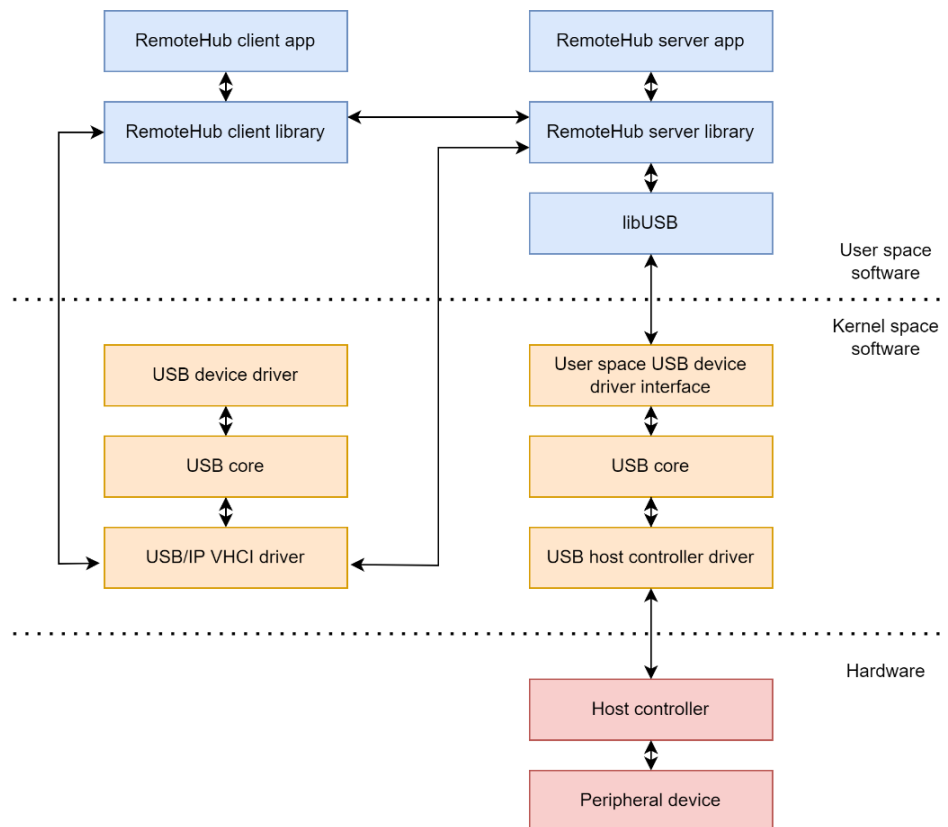 RemoteHub client app
RemoteHub server app
RemoteHub client library
RemoteHub server library
libUSB
User space
software
Kernel space
software
USB device driver
User space USB device
driver interface
USB core
USB core
USB/IP VHCI driver
USB host controller driver
Hardware
Host controller
Peripheral device